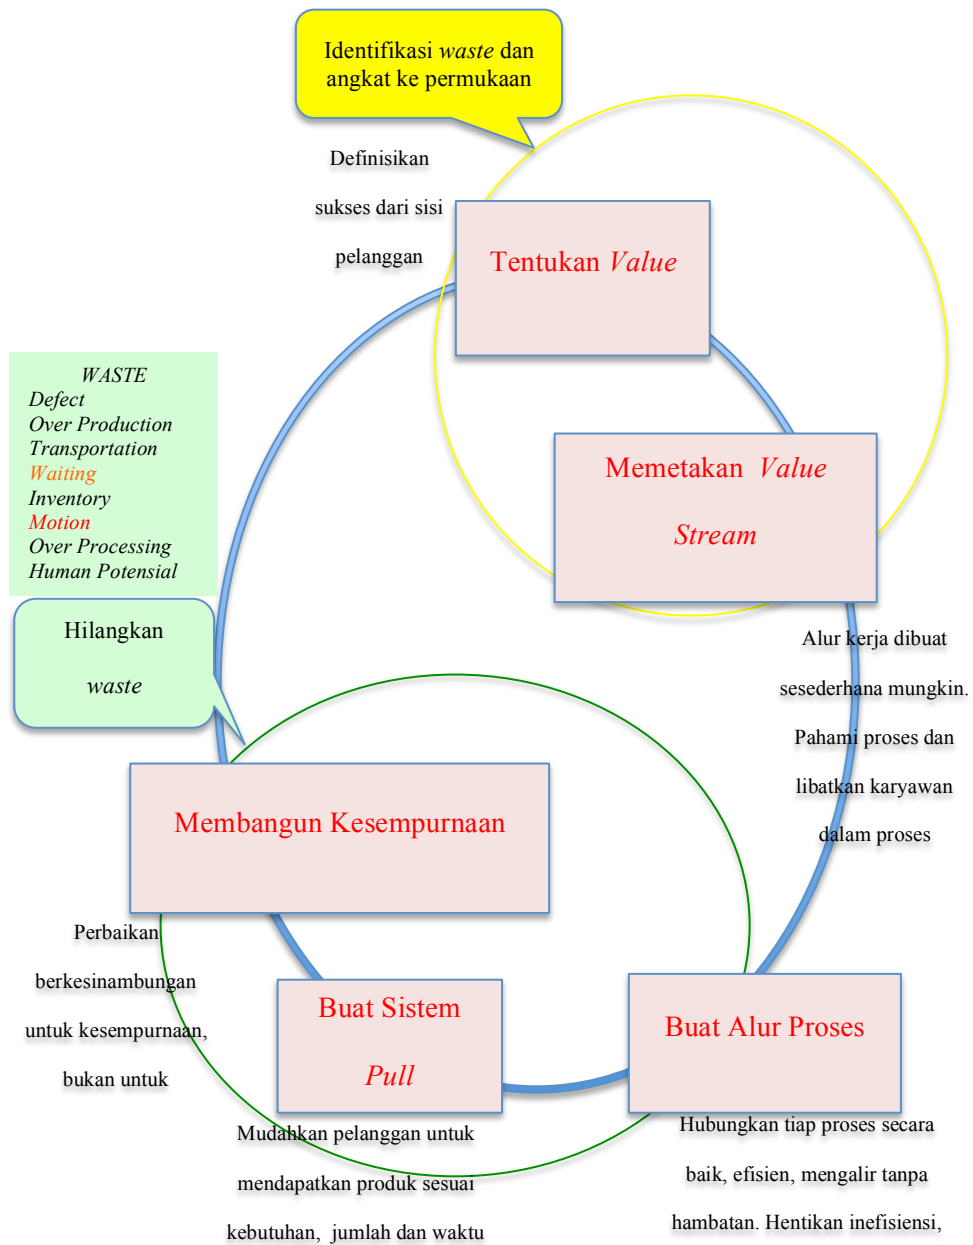 Identifikasi waste dan
angkat ke permukaan
Definisikan
sukses dari sisi
pelanggan
Tentukan Value
WASTE
Defect
Over Production
Transportation
Waiting
Inventory
Motion
Over Processing
Human Potensial
Memetakan Value
Stream
Hilangkan
waste
Alur kerja dibuat
sesederhana mungkin.
Pahami proses dan
libatkan karyawan
dalam proses
Membangun Kesempurnaan
Perbaikan
berkesinambungan
untuk kesempurnaan,
bukan untuk
Buat Sistem
Pull
Buat Alur Proses
Mudahkan pelanggan untuk
mendapatkan produk sesuai
kebutuhan, jumlah dan waktu
Hubungkan tiap proses secara
baik, efisien, mengalir tanpa
hambatan. Hentikan inefisiensi,